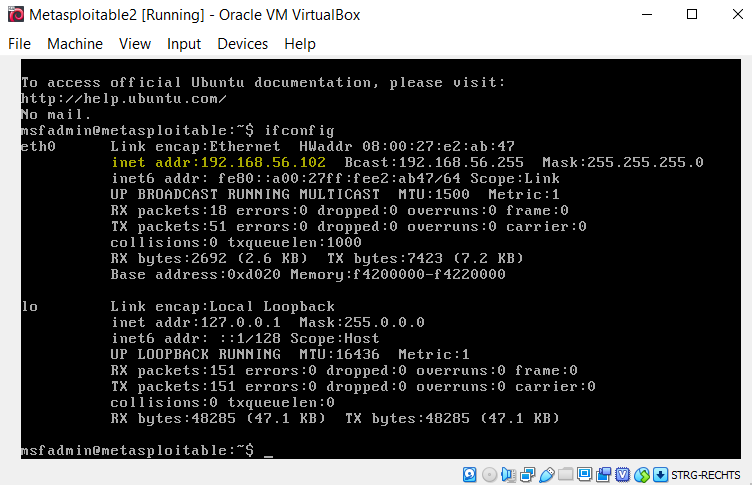 Metasploitable2 [Running] - Oracle VM VirtualBox
File Machine View Input Devices Help
To access official Ubuntu documentation, please visit:
http://help.ubuntu.com/
No mail.
msfadmin@metasploitable:~$ ifconfig
eth0 Link encap:Ethernet HWaddr 08:00:27:e2:ab:47
inet addr:192.168.56.102 Bcast:192.168.56.255 Mask:255.255.255.0
inet6 addr: fe80::a00:27ff:fee2:ab47/64 Scope:Link
UP BROADCAST RUNNING MULTICAST MTU:1500 Metric:1
RX packets:18 errors:0 dropped:0 overruns:0 frame:0
TX packets:51 errors:0 dropped:0 overruns:0 carrier:0
collisions:0 txqueuelen:1000
RX bytes:2692 (2.6 KB) TX bytes:7423 (7.2 KB)
Base address:0xd020 Memory:f4200000-f4220000
lo Link encap:Local Loopback
inet addr:127.0.0.1 Mask:255.0.0.0
inet6 addr: ::1/128 Scope:Host
UP LOOPBACK RUNNING MTU:16436 Metric:1
RX packets:151 errors:0 dropped:0 overruns:0 frame:0
TX packets:151 errors:0 dropped:0 overruns:0 carrier:0
collisions:0 txqueuelen:0
RX bytes:48285 (47.1 KB) TX bytes:48285 (47.1 KB)
msfadmin@metasploitable:~$ _
STRG-RECHTS